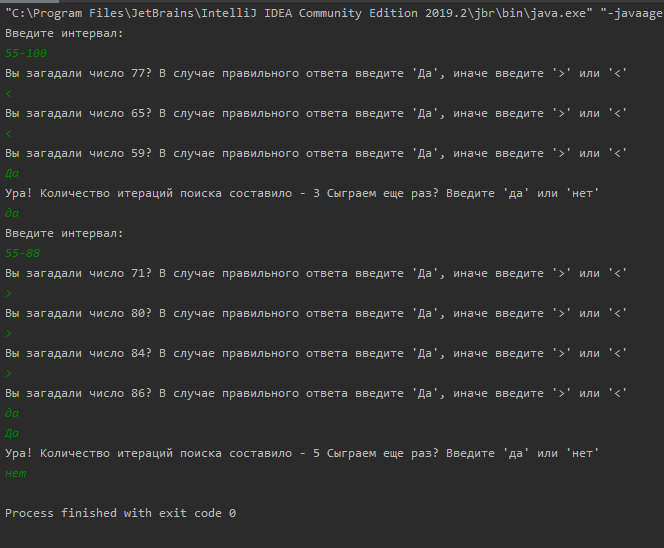 "C:\Program Files\JetBrains\IntelliJ IDEA Community Edition 2019.2\jbr\bin\java.exe" "-javaage
Введите интервал:
55-100
Вы загадали число 77? В случае правильного ответа введите 'Да', иначе введите '>' или '<'
<
Вы загадали число 65? В случае правильного ответа введите 'Да', иначе введите '>' или '<'
<
Вы загадали число 59? В случае правильного ответа введите 'Да', иначе введите '>' или '<'
Да
Ура! Количество итераций поиска составило - 3 Сыграем еще раз? Введите 'да' или 'нет'
да
Введите интервал:
55-88
Вы загадали число 71? В случае правильного ответа введите 'Да', иначе введите '>' или '<'
>
Вы загадали число 80? В случае правильного ответа введите 'Да', иначе введите '>' или '<'
>
Вы загадали число 84? В случае правильного ответа введите 'Да', иначе введите '>' или '<'
>
Вы загадали число 86? В случае правильного ответа введите 'Да', иначе введите '>' или '<'
да
Да
Ура! Количество итераций поиска составило - 5 Сыграем еще раз? Введите 'да' или 'нет'
нет
Process finished with exit code 0